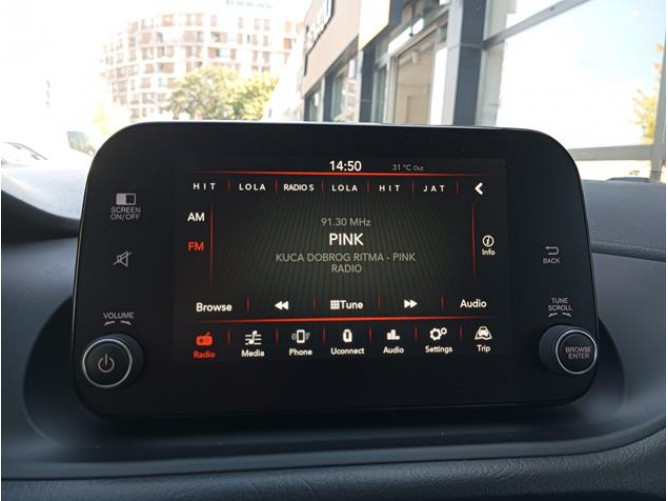 14:50 31 °C Out
HIT LOLA RADIO S LOLA HIT JAT
SCREEN
ON/OFF
AM
91.30 MHz
FM
PINK
KUCA DOBROG RITMA - PINK
RADIO
Info
BACK
VOLUME
TUNE
SCROLL
Browse Tune Audio
Radio Media Phone Uconnect Audio Settings Trip
BROWSE
ENTER